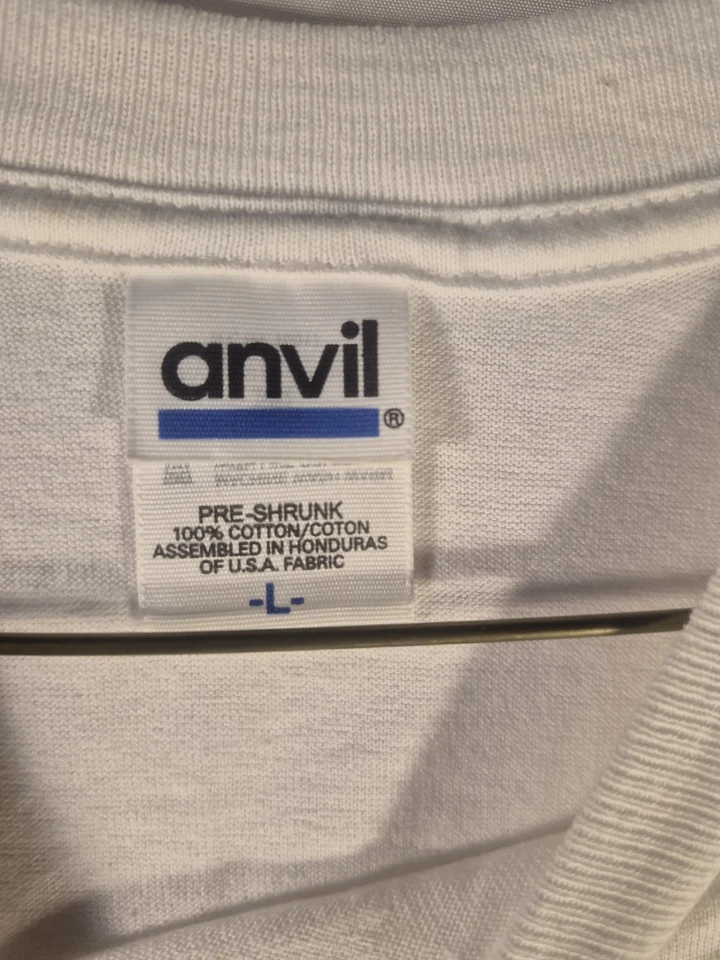 anvil
®
PRE-SHRUNK
100% COTTON/COTON
ASSEMBLED IN HONDURAS
OF U.S.A. FABRIC
-L-